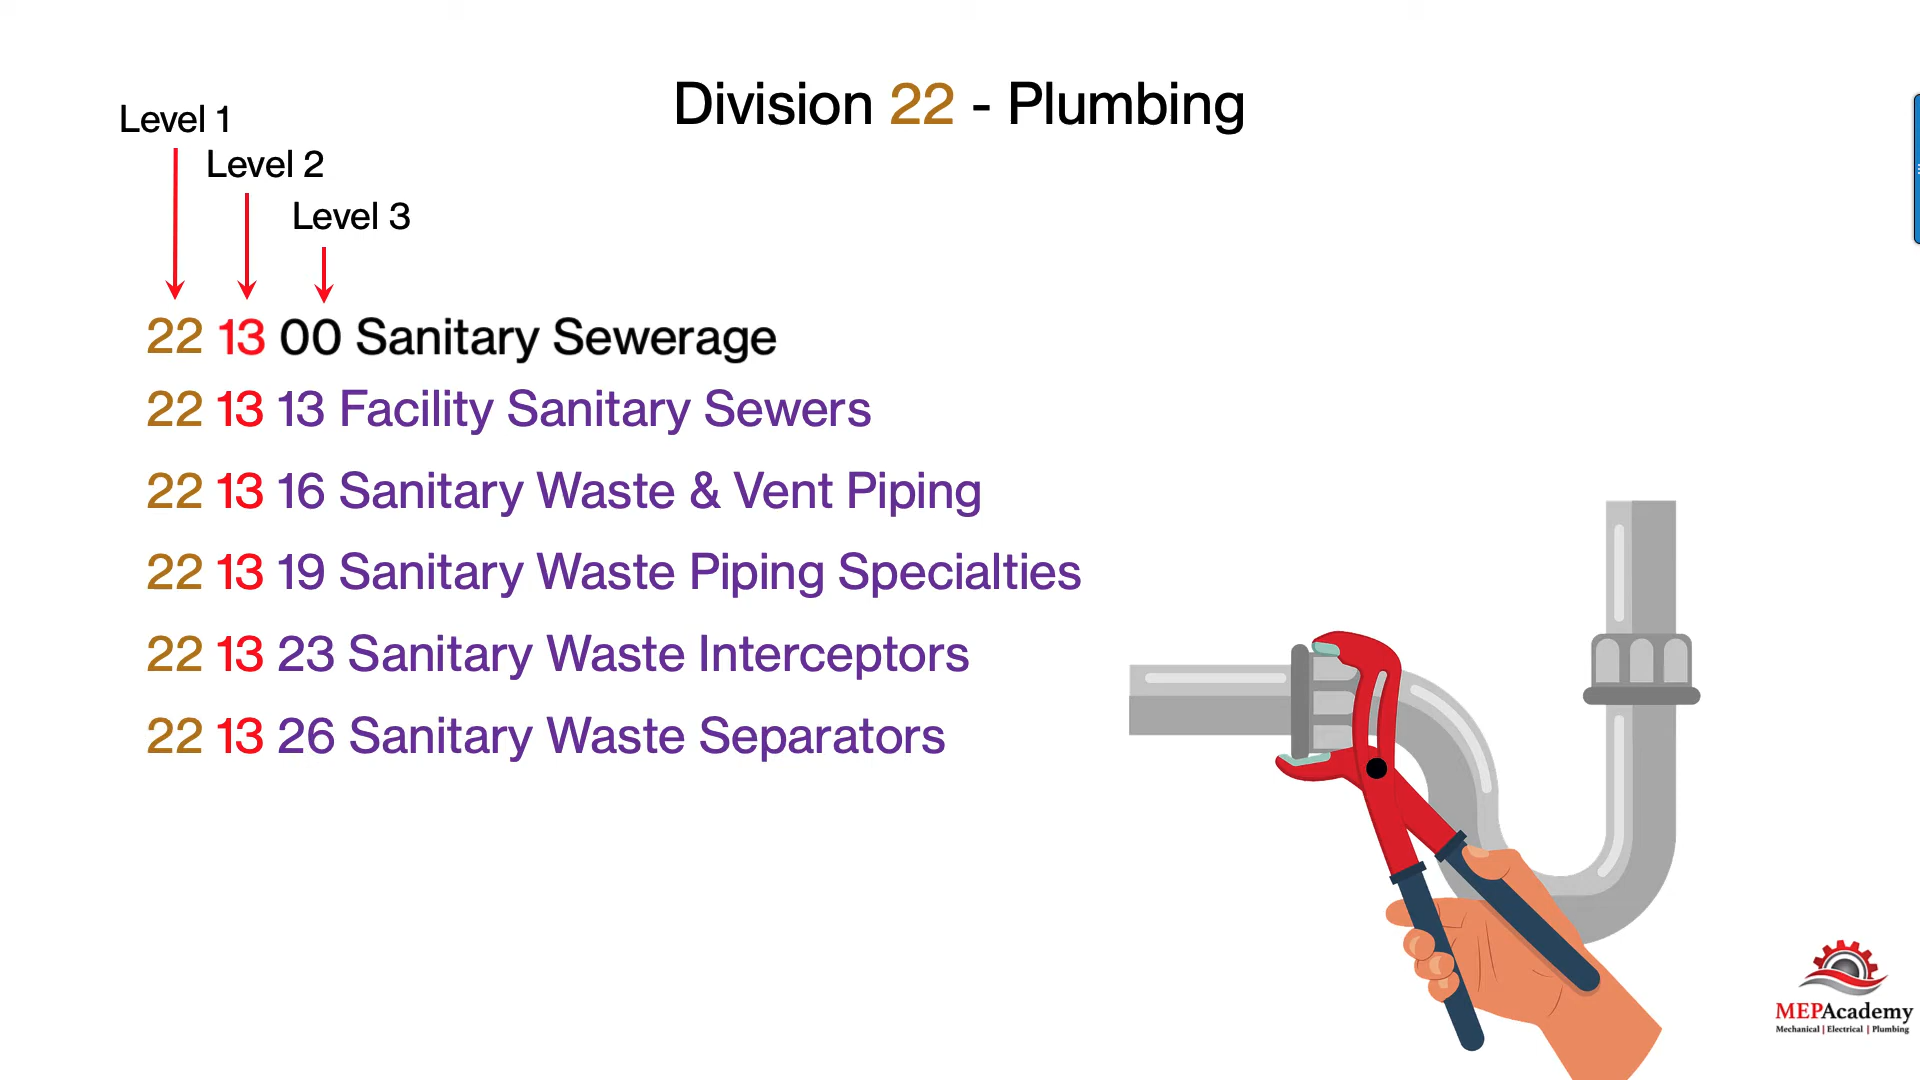 Division 22 - Plumbing
Level 1
Level 2
Level 3
22 13 00 Sanitary Sewerage
22 13 13 Facility Sanitary Sewers
22 13 16 Sanitary Waste & Vent Piping
22 13 19 Sanitary Waste Piping Specialties
22 13 23 Sanitary Waste Interceptors
22 13 26 Sanitary Waste Separators
MEPAcademy
Mechanical | Electrical | Plumbing